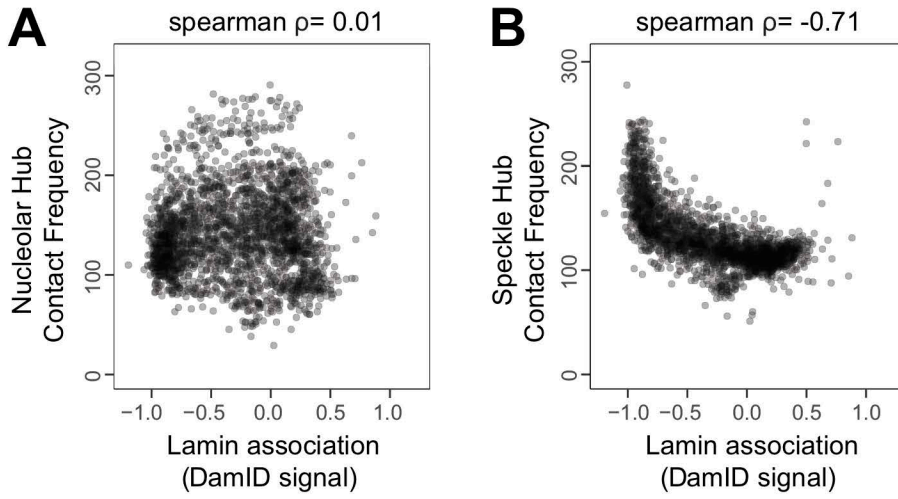 A
spearman ρ= 0.01
Nucleolar Hub
Contact Frequency
300
200
100
0
−1.0 −0.5 0.0 0.5 1.0
Lamin association
(DamID signal)
B
spearman ρ= -0.71
Speckle Hub
Contact Frequency
300
200
100
0
−1.0 −0.5 0.0 0.5 1.0
Lamin association
(DamID signal)